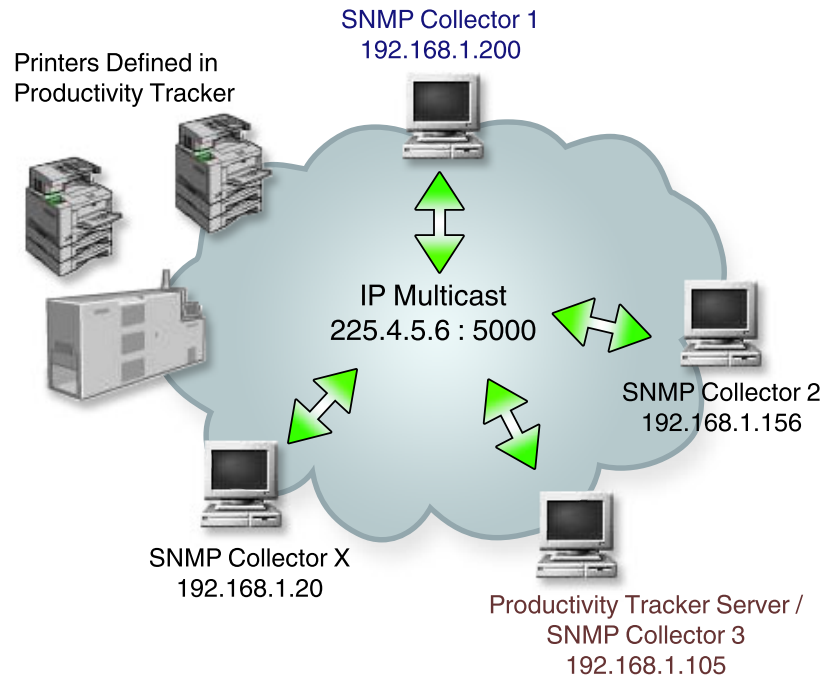 SNMP Collector 1
192.168.1.200
Printers Defined in
Productivity Tracker
IP Multicast
225.4.5.6 : 5000
SNMP Collector 2
192.168.1.156
SNMP Collector X
192.168.1.20
Productivity Tracker Server /
SNMP Collector 3
192.168.1.105